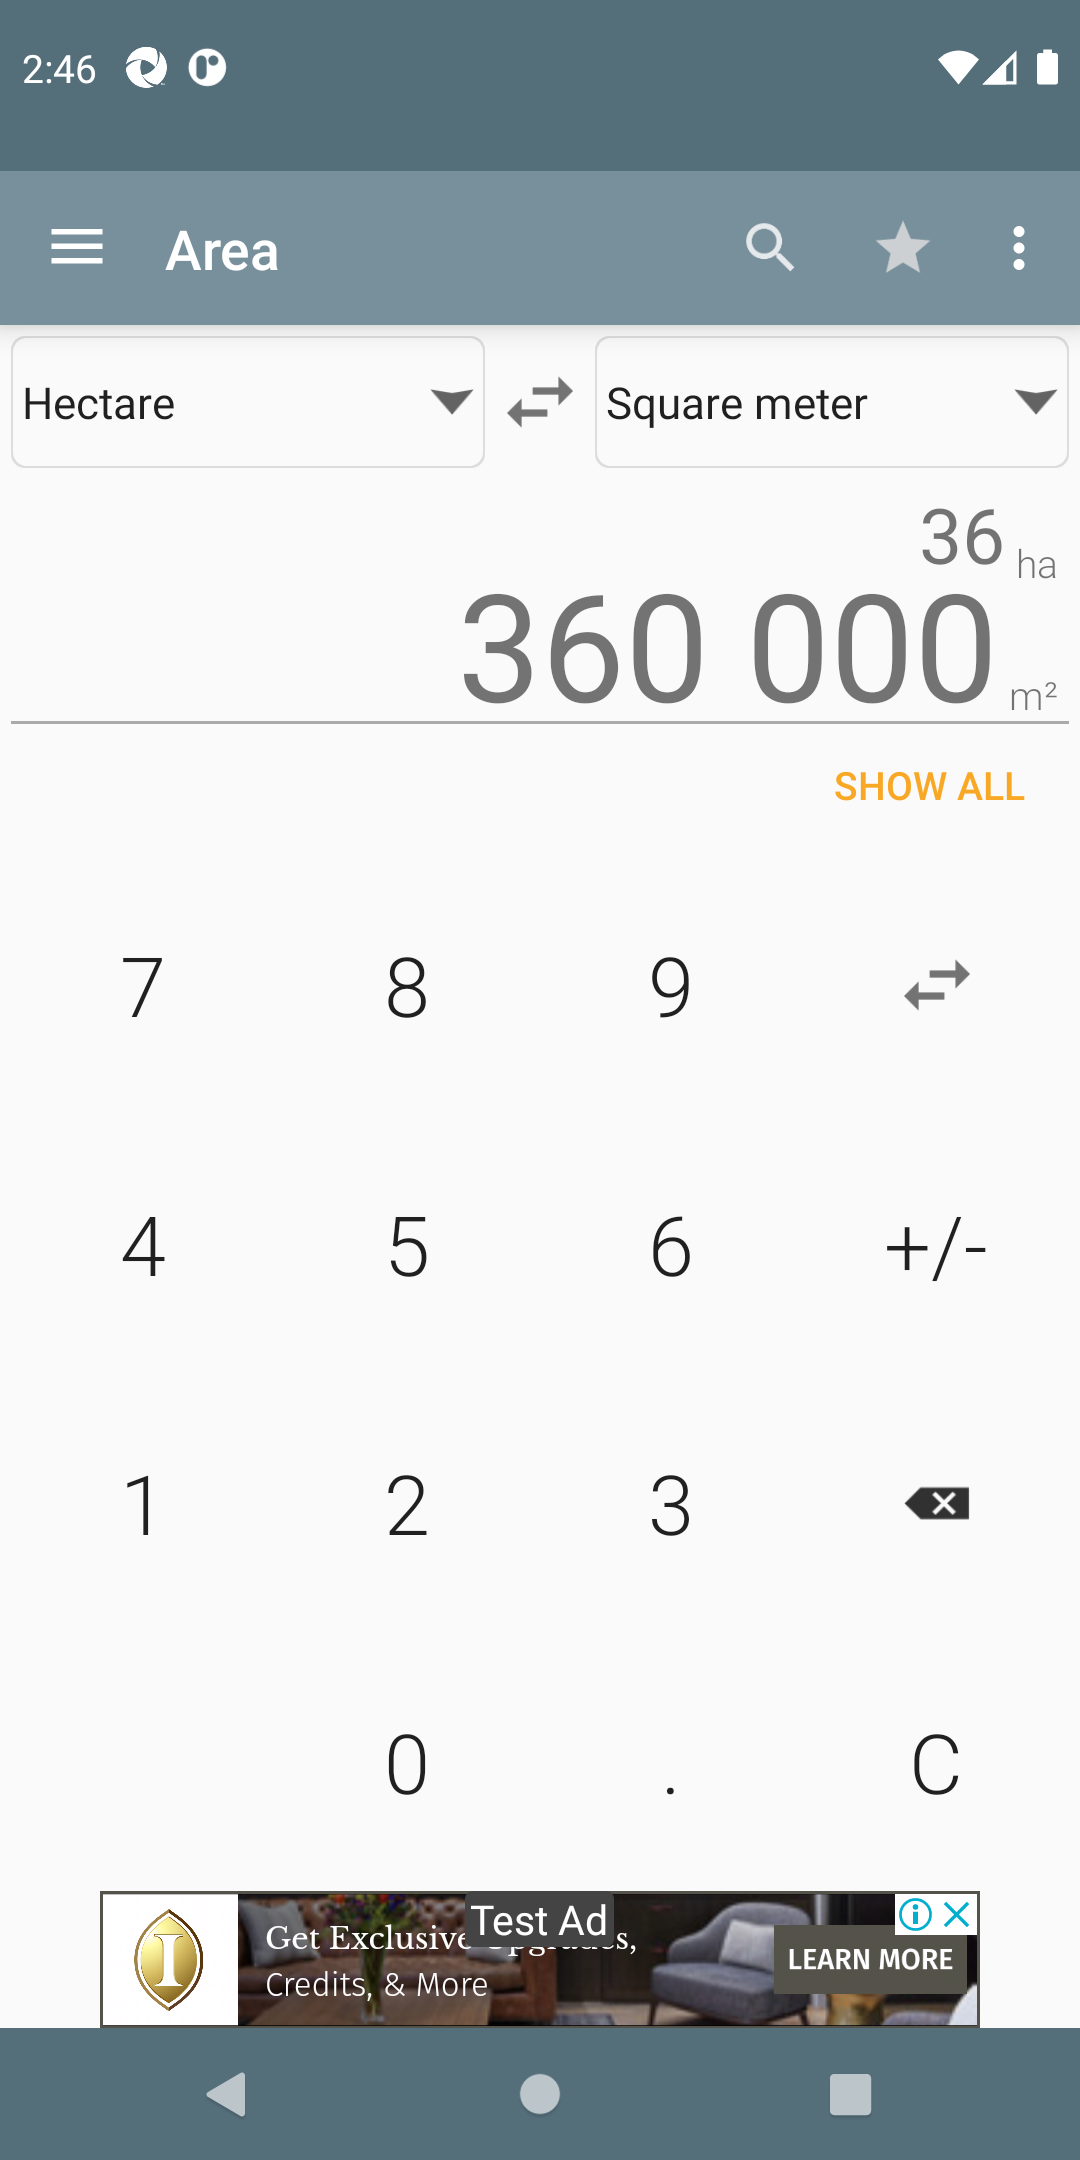 2:46
Area
Hectare
Square meter
36 ha
360 000 m²
SHOW ALL
7 8 9
4 5 6 +/-
1 2 3
0 . C
Test Ad
Get Exclusive Upgrades,
Credits, & More
LEARN MORE